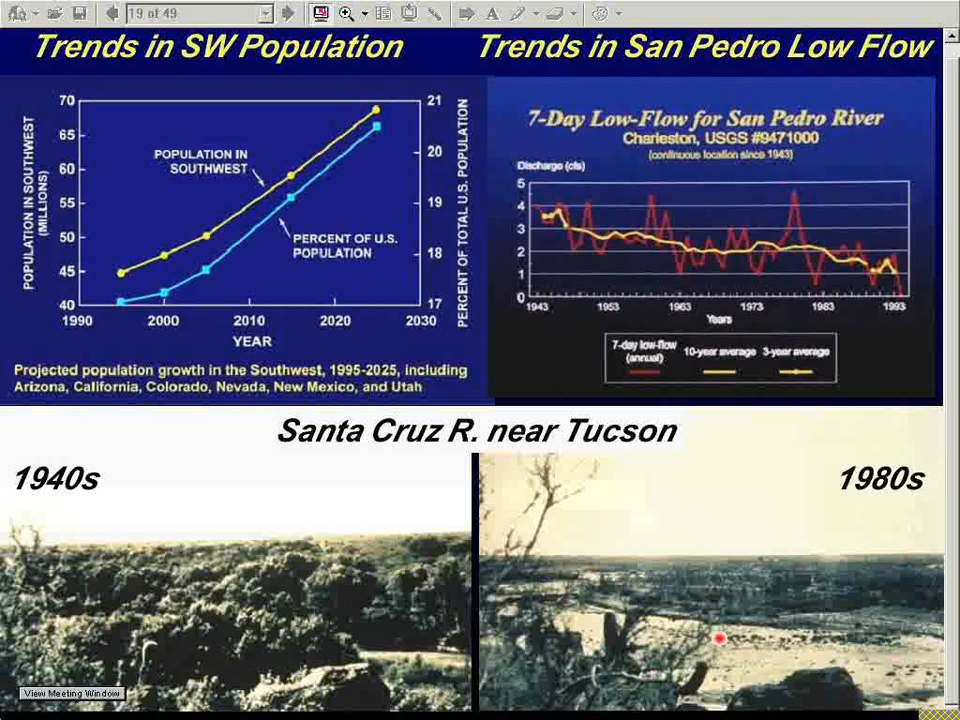 19 of 49
Trends in SW Population
Trends in San Pedro Low Flow
POPULATION IN SOUTHWEST
(MILLIONS)
70
65
60
55
50
45
40
POPULATION IN
SOUTHWEST
PERCENT OF U.S.
POPULATION
21
20
19
18
17
PERCENT OF TOTAL U.S. POPULATION
1990
2000
2010
2020
2030
YEAR
Projected population growth in the Southwest, 1995-2025, including
Arizona, California, Colorado, Nevada, New Mexico, and Utah
7-Day Low-Flow for San Pedro River
Charleston, USGS #9471000
(continuous location since 1943)
Discharge (cfs)
5
4
3
2
1
0
1943
1953
1963
1973
1983
1993
Years
7-day low-flow
(annual)
10-year average
3-year average
Santa Cruz R. near Tucson
1940s
1980s
View Meeting Window